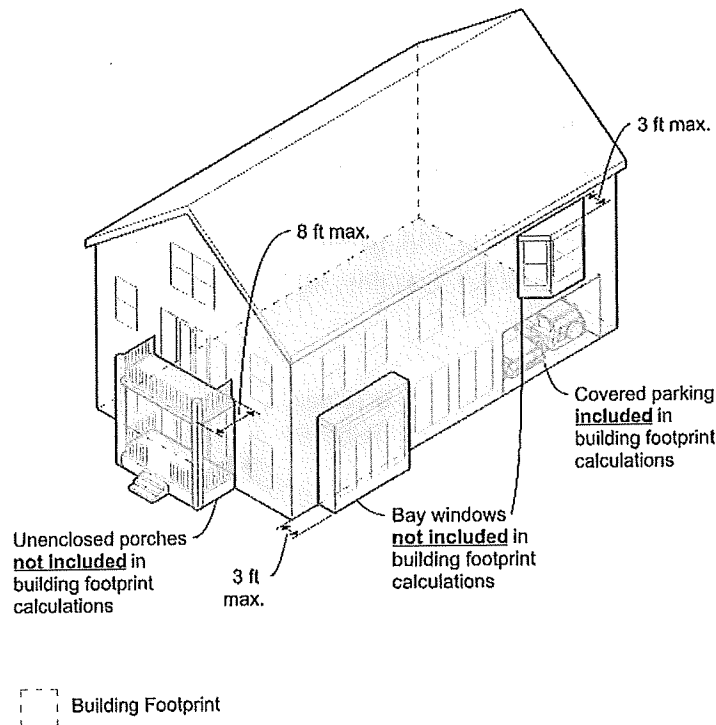 3 ft max.
8 ft max.
Covered parking
included in
building footprint
calculations
Unenclosed porches
not included in
building footprint
calculations
3 ft
max.
Bay windows
not included in
building footprint
calculations
Building Footprint